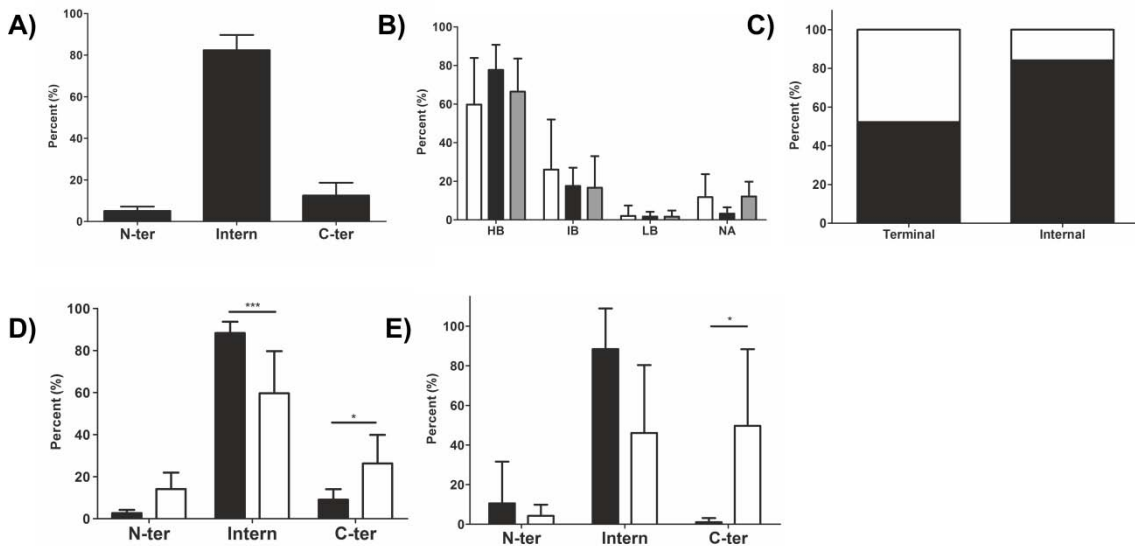 A)
Percent (%)
100
80
60
40
20
0
N-ter Intern C-ter
B)
Percent (%)
100
80
60
40
20
0
HB IB LB NA
C)
Percent (%)
100
80
60
40
20
0
Terminal Internal
D)
Percent (%)
100
80
60
40
20
0
***
*
N-ter Intern C-ter
E)
Percent (%)
100
80
60
40
20
0
*
N-ter Intern C-ter